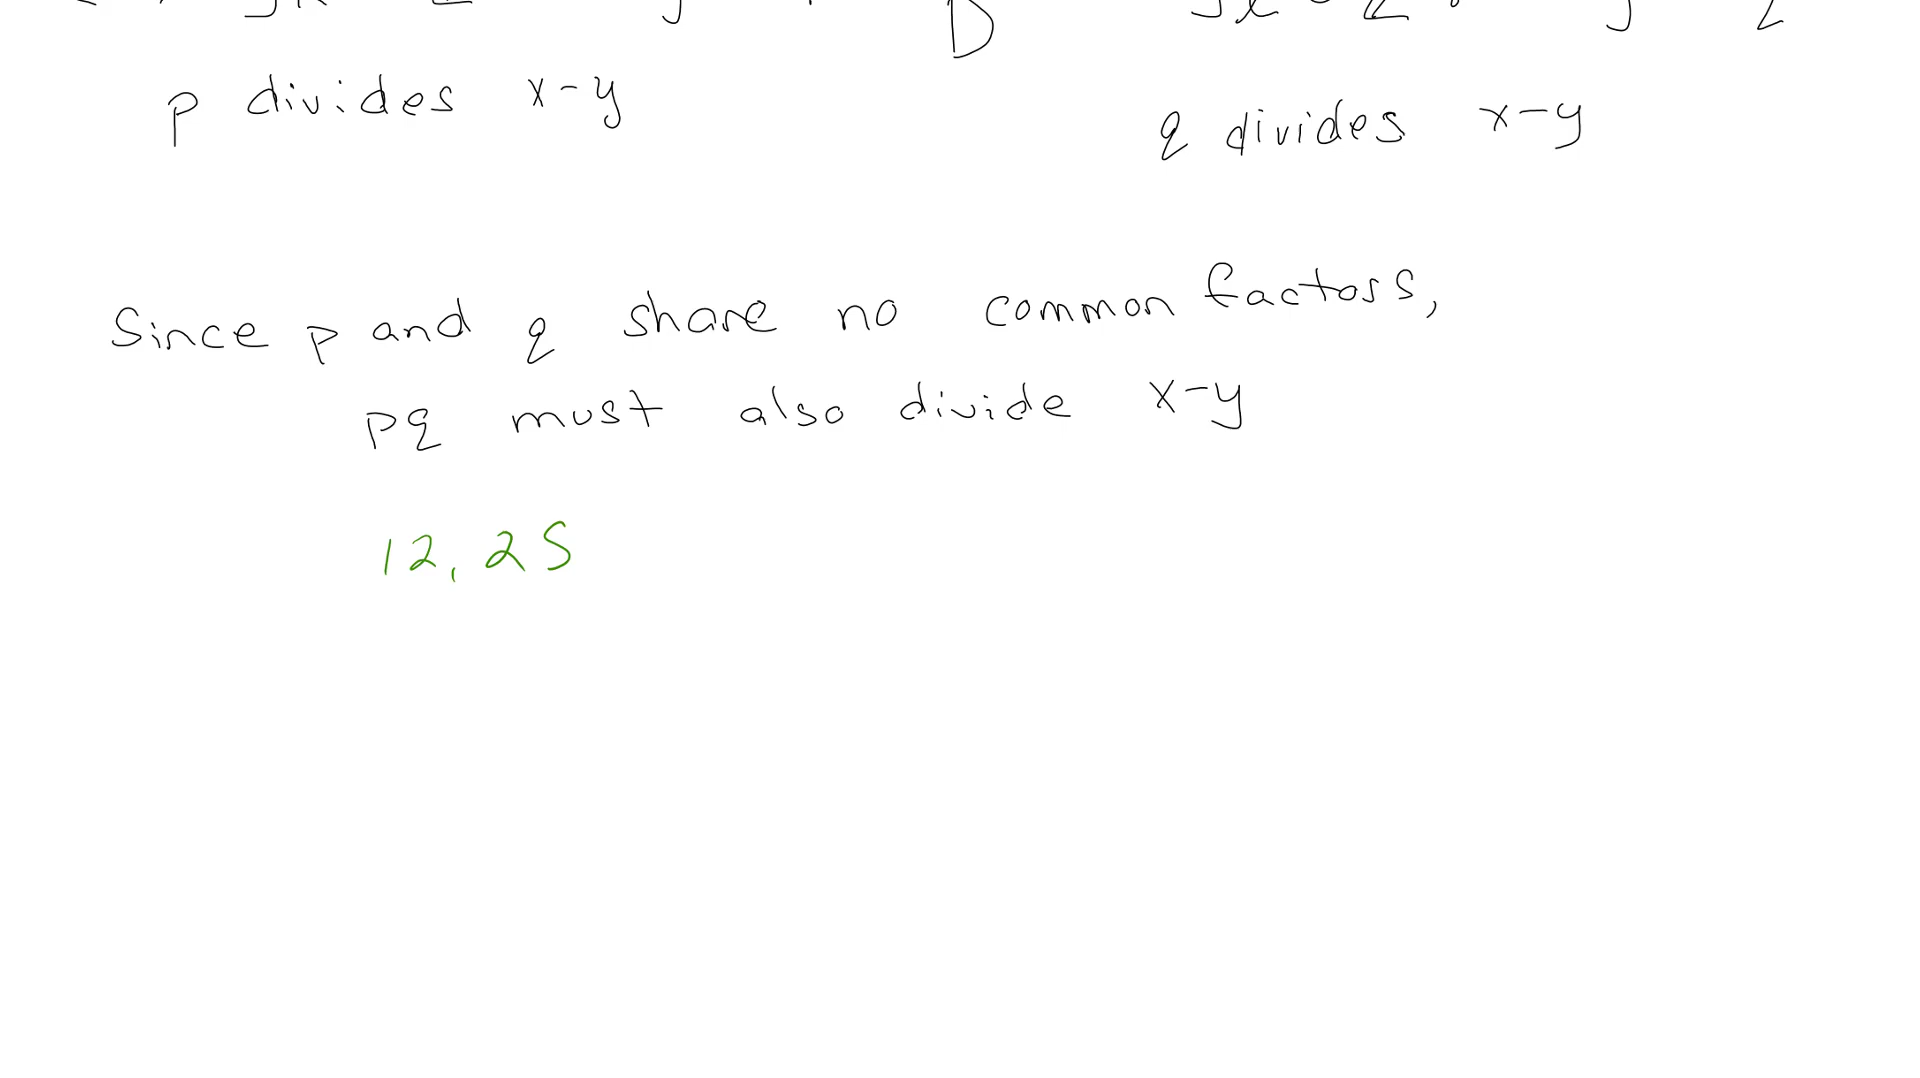 p divides x-y
q divides x-y
Since p and q share no common factors,
pq must also divide x-y
12, 25